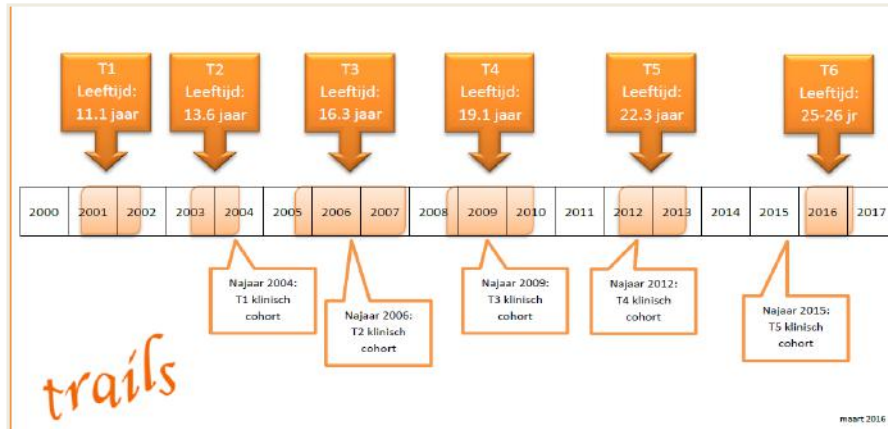 T1
Leeftijd:
11.1 jaar
T2
Leeftijd:
13.6 jaar
T3
Leeftijd:
16.3 jaar
T4
Leeftijd:
19.1 jaar
T5
Leeftijd:
22.3 jaar
T6
Leeftijd:
25-26 jr
2000 2001 2002 2003 2004 2005 2006 2007 2008 2009 2010 2011 2012 2013 2014 2015 2016 2017
Najaar 2004:
T1 klinisch
cohort
Najaar 2006:
T2 klinisch
cohort
Najaar 2009:
T3 klinisch
cohort
Najaar 2012:
T4 klinisch
cohort
Najaar 2015:
T5 klinisch
cohort
trails
maart 2016